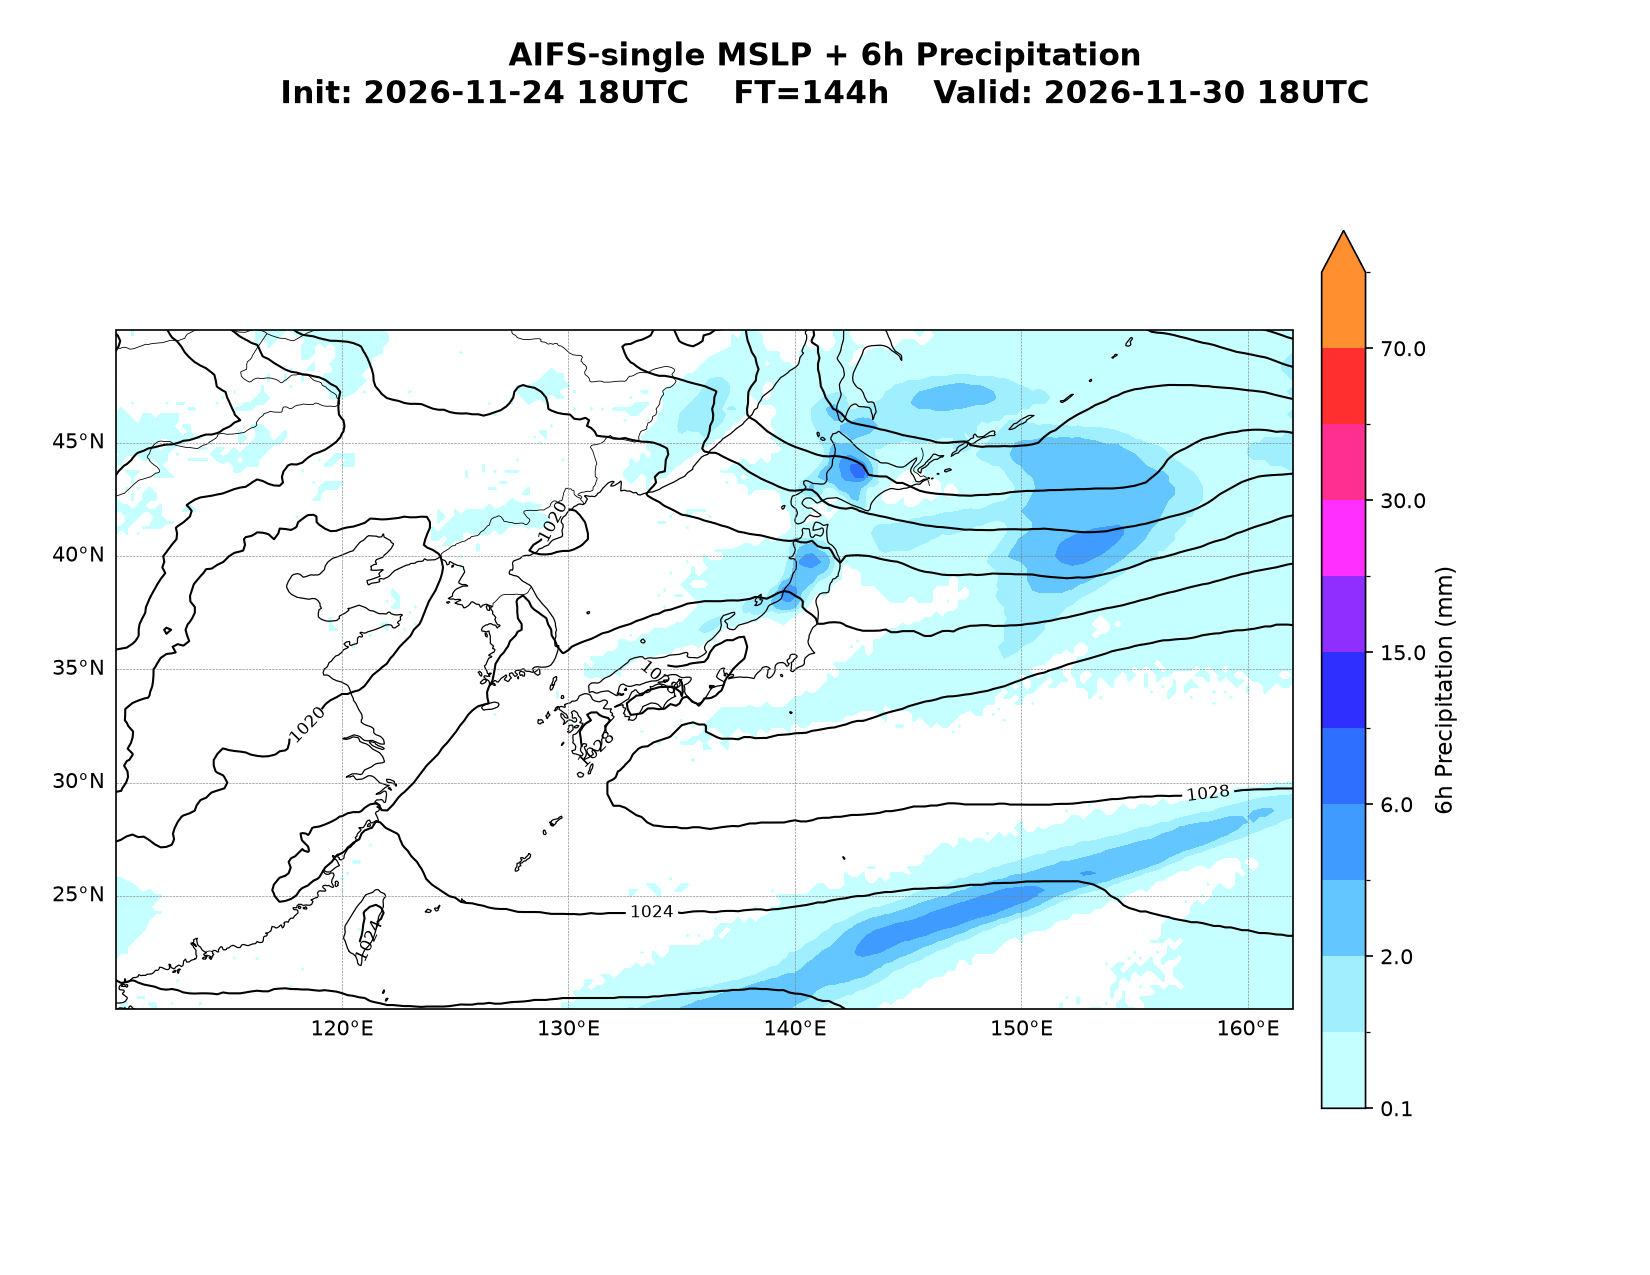 AIFS-single MSLP + 6h Precipitation
Init: 2026-11-24 18UTC    FT=144h    Valid: 2026-11-30 18UTC
70.0
30.0
15.0
6.0
2.0
0.1
6h Precipitation (mm)
45°N
40°N
35°N
30°N
25°N
1020
1020
1028
1028
1024
1024
120°E
130°E
140°E
150°E
160°E